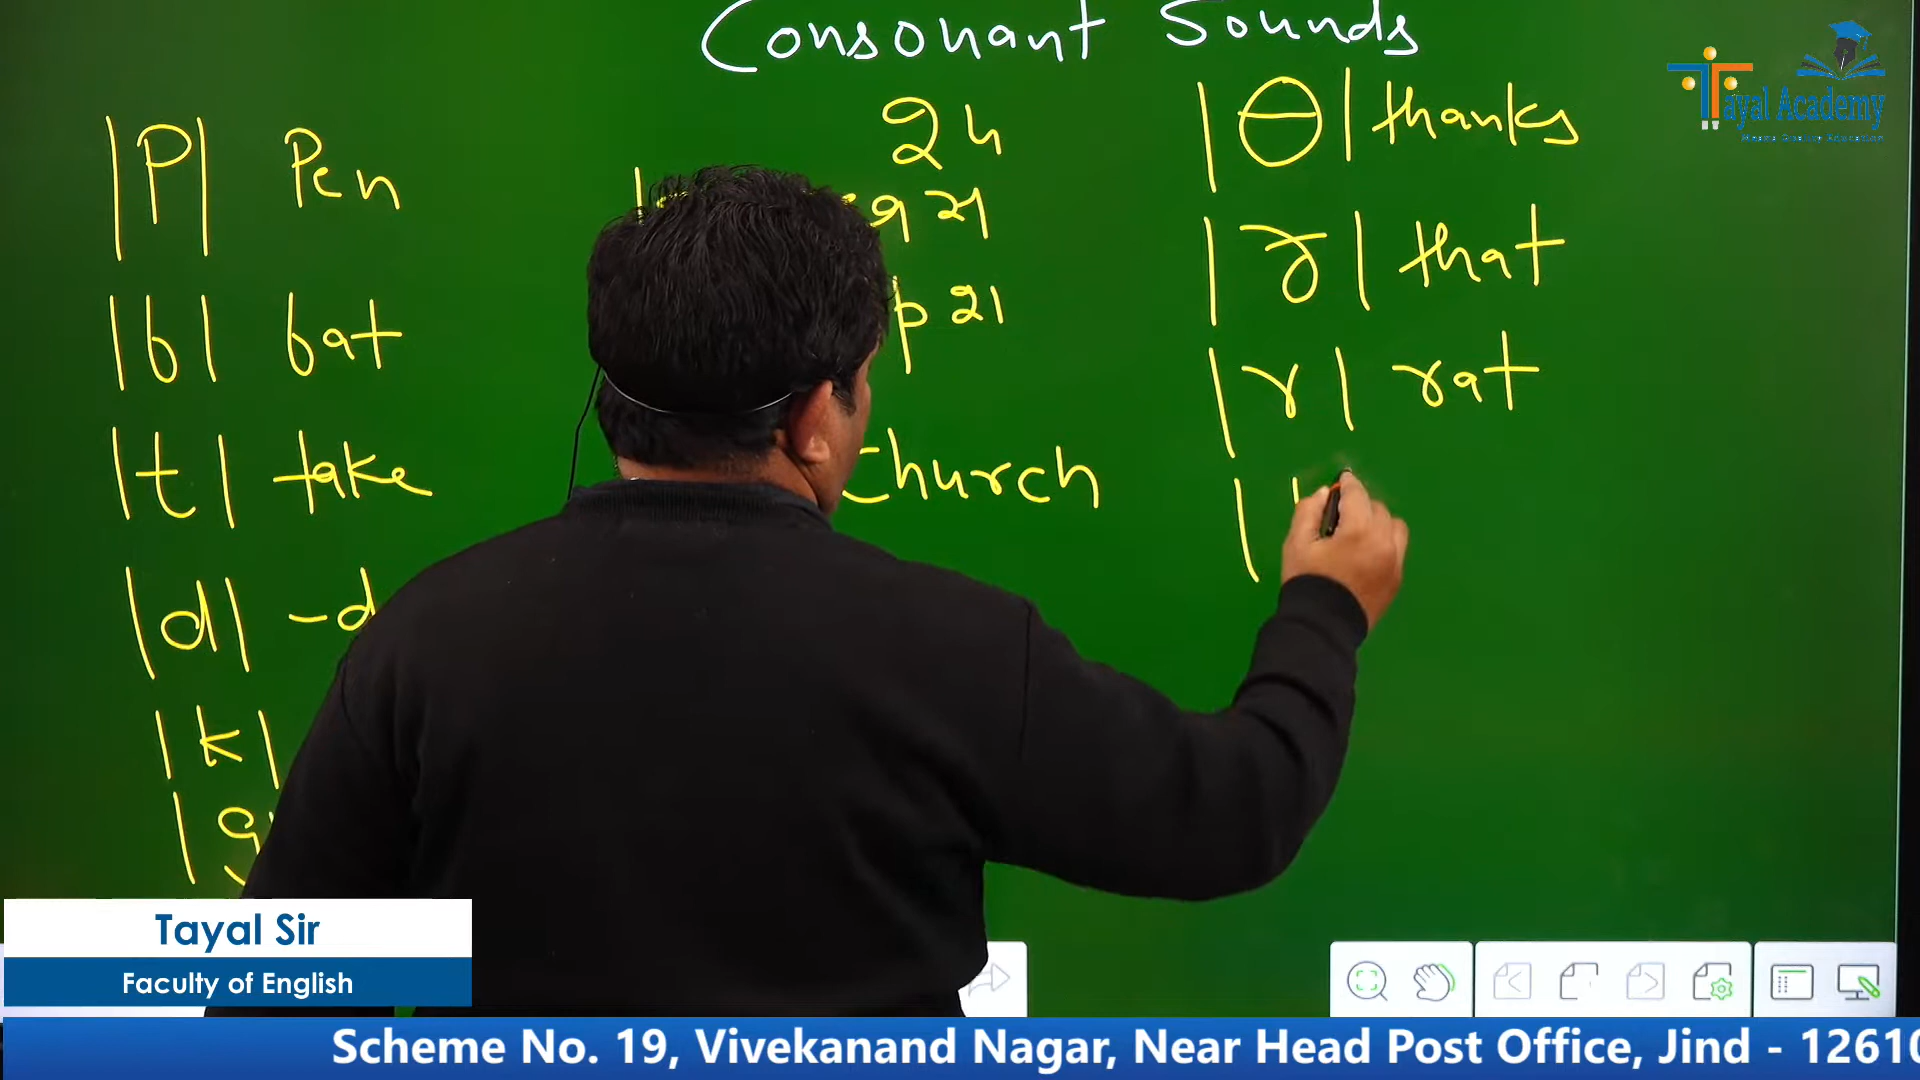 Consonant Sounds
24
|P| Pen
|b| bat
|t| take
|d| -d
|k|
|g
church
|θ| thanks
|ð| that
|r| rat
Tayal Academy
Tayal Sir
Faculty of English
Scheme No. 19, Vivekanand Nagar, Near Head Post Office, Jind - 12610